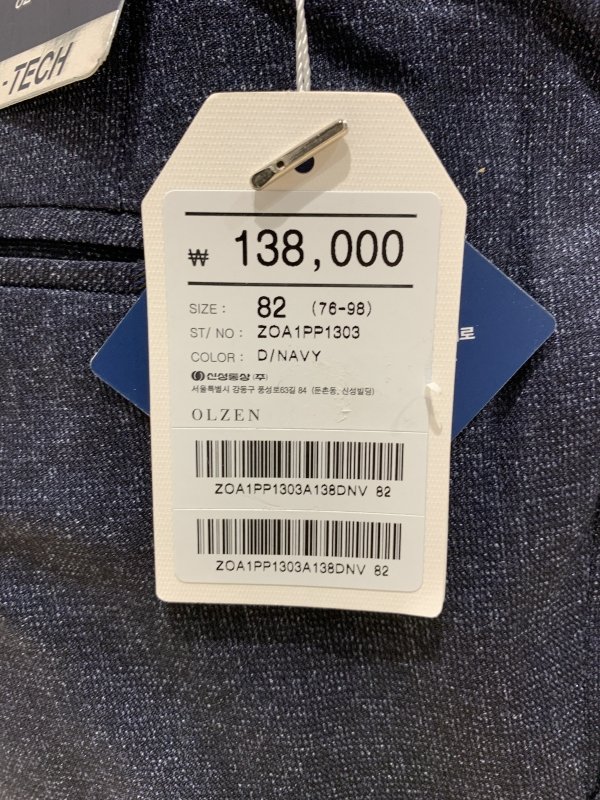 -TECH
₩ 138,000
SIZE : 82 (76-98)
ST/ NO : ZOA1PP1303
COLOR : D/NAVY
신성통상 (주)
서울특별시 강동구 풍성로63길 84 (둔촌동, 신성빌딩)
OLZEN
ZOA1PP1303A138DNV 82
ZOA1PP1303A138DNV 82
로